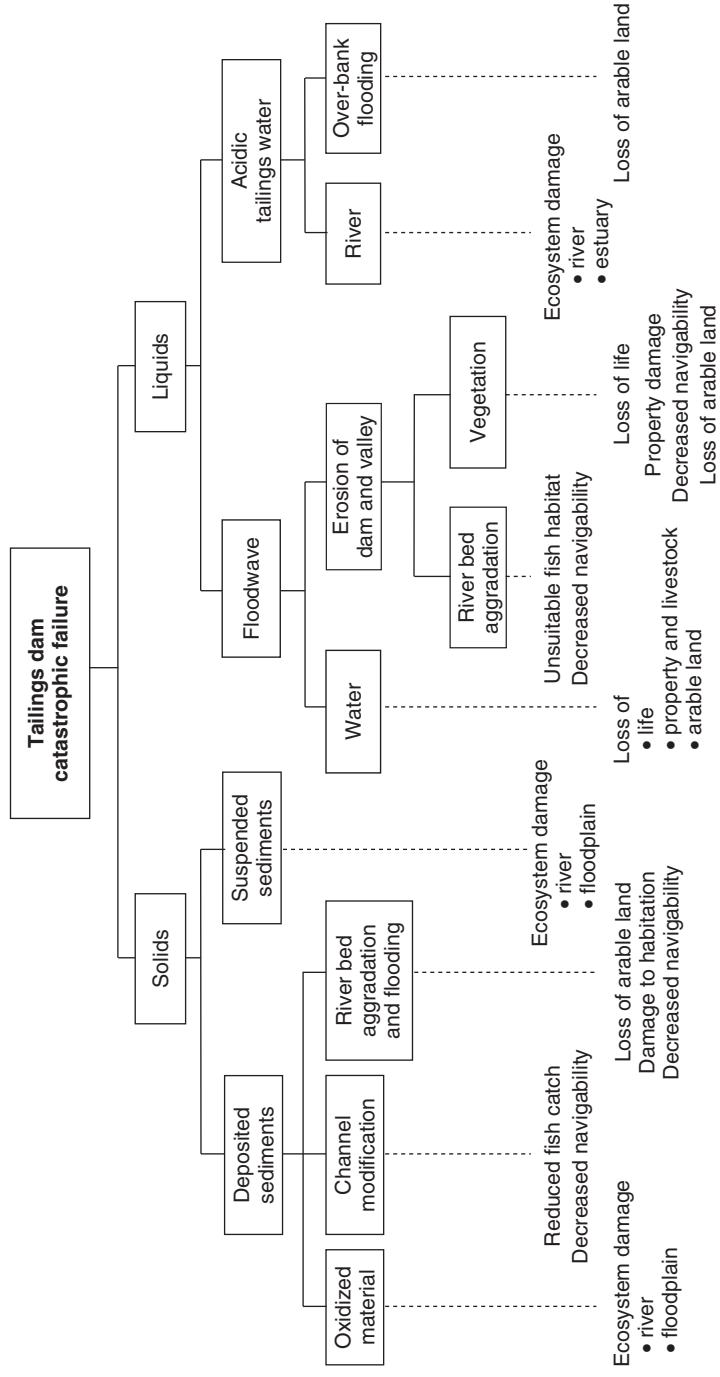 Tailings dam
catastrophic failure
Solids
Liquids
Deposited
sediments
Suspended
sediments
Floodwave
Acidic
tailings water
Oxidized
material
Channel
modification
River bed
aggradation
and flooding
Water
Erosion of
dam and valley
River
Over-bank
flooding
River bed
aggradation
Vegetation
Ecosystem damage
• river
• floodplain
Reduced fish catch
Decreased navigability
Loss of arable land
Damage to habitation
Decreased navigability
Ecosystem damage
• river
• floodplain
Loss of
• life
• property and livestock
• arable land
Unsuitable fish habitat
Decreased navigability
Loss of life
Property damage
Decreased navigability
Loss of arable land
Ecosystem damage
• river
• estuary
Loss of arable land